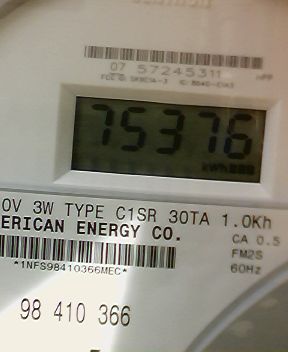 07 57245311
75376
kWh
0V 3W TYPE C1SR 30TA 1.0Kh
ERICAN ENERGY CO.
CA 0.5
FM2S
*1NFS98410366MEC*
60Hz
98 410 366